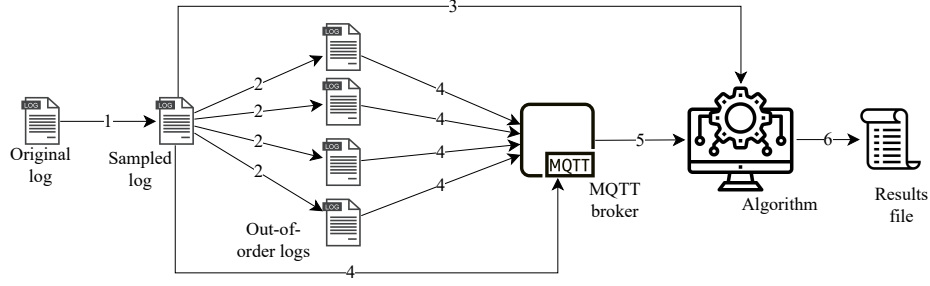 3
LOG
2
4
LOG
LOG
LOG
2
4
1
2
4
5
6
Original
log
Sampled
log
LOG
2
4
MQTT
MQTT
broker
Algorithm
Results
file
LOG
Out-of-
order logs
4